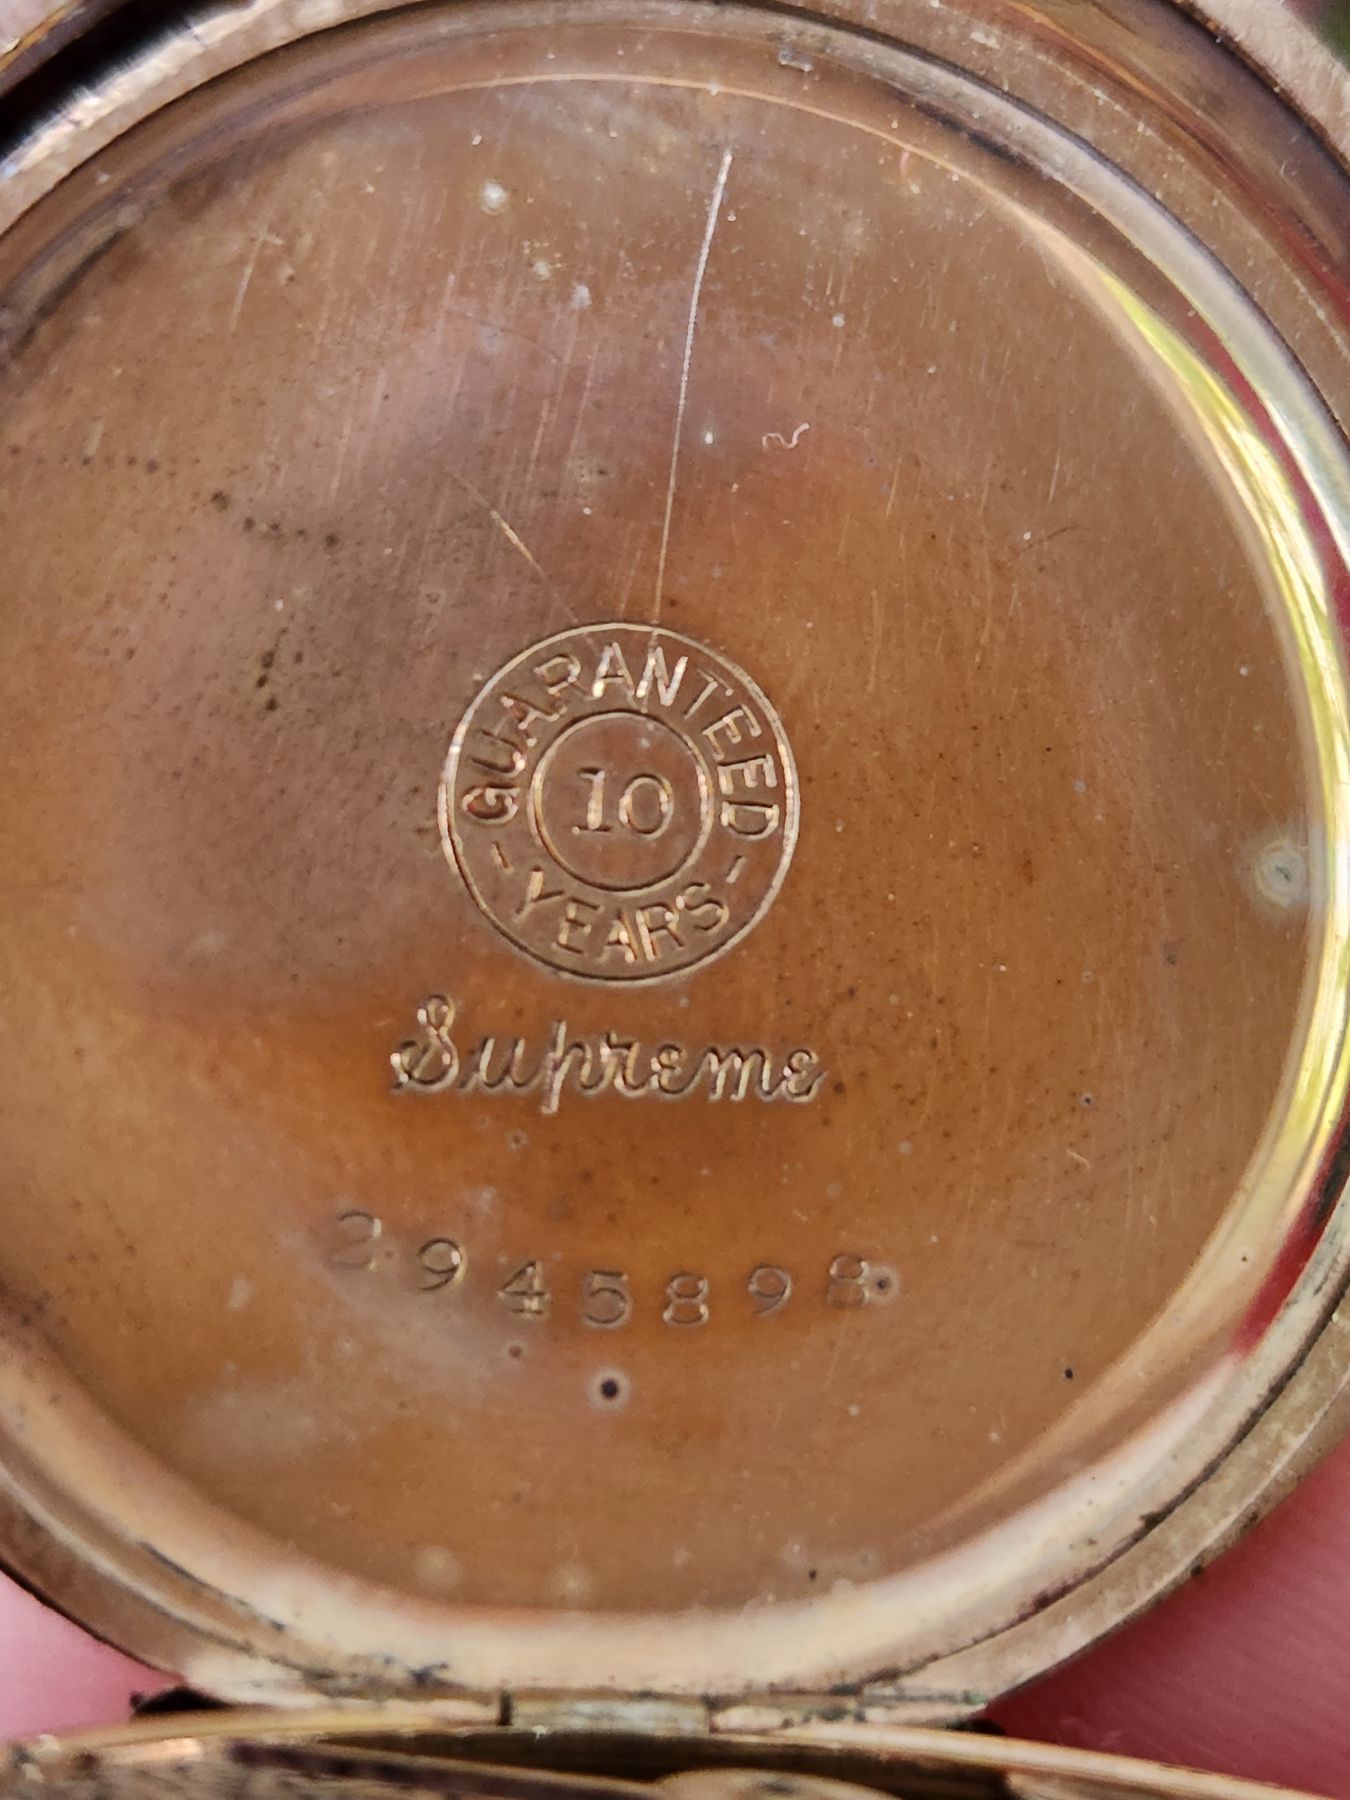 GUARANTEED
10
- YEARS -
Supreme
2945898